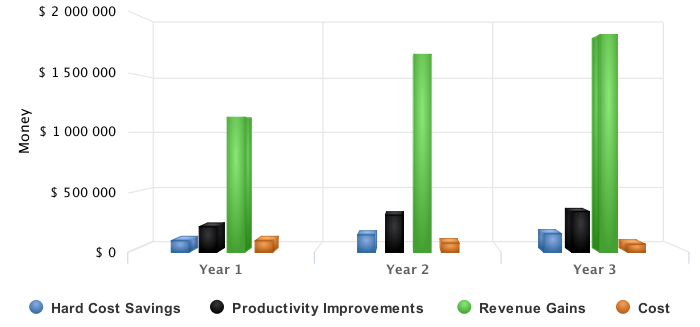 $ 2 000 000
$ 1 500 000
$ 1 000 000
$ 500 000
$ 0
Money
Year 1
Year 2
Year 3
Hard Cost Savings
Productivity Improvements
Revenue Gains
Cost